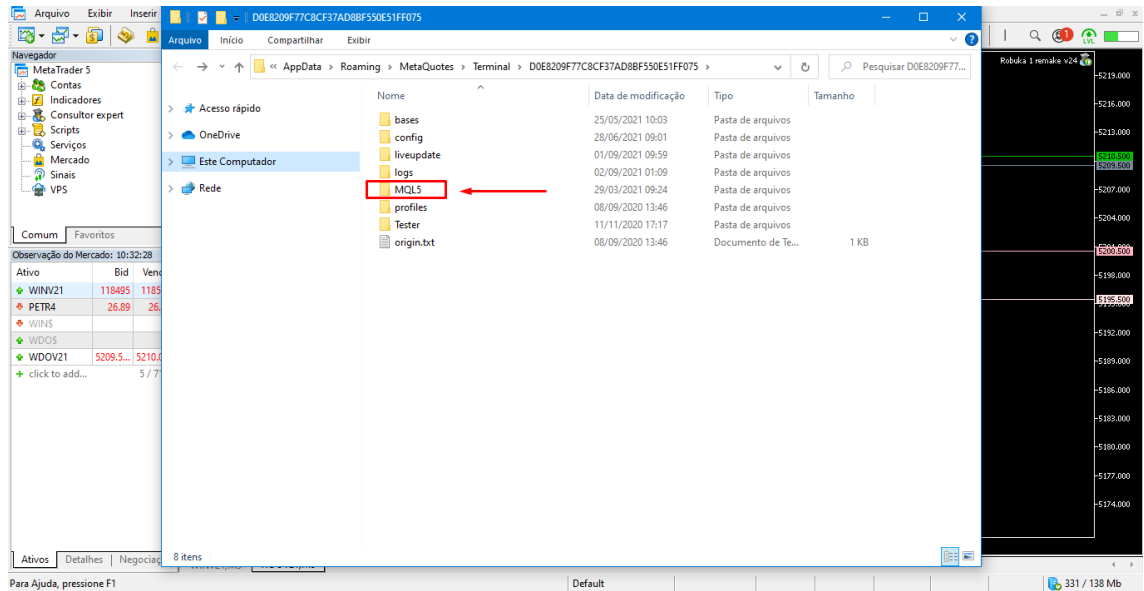 Arquivo Exibir Inserir
D0E8209F77C8CF37AD8BF550E51FF075
Arquivo Início Compartilhar Exibir
« AppData > Roaming > MetaQuotes > Terminal > D0E8209F77C8CF37AD8BF550E51FF075 >
Pesquisar D0E8209F77...
Nome Data de modificação Tipo Tamanho
Acesso rápido
OneDrive
Este Computador
Rede
bases 25/05/2021 10:03 Pasta de arquivos
config 28/06/2021 09:01 Pasta de arquivos
liveupdate 01/09/2021 09:59 Pasta de arquivos
logs 02/09/2021 01:09 Pasta de arquivos
MQL5 29/03/2021 09:24 Pasta de arquivos
profiles 08/09/2020 13:46 Pasta de arquivos
Tester 11/11/2020 17:17 Pasta de arquivos
origin.txt 08/09/2020 13:46 Documento de Te... 1 KB
8 itens
Navegador
MetaTrader 5
Contas
Indicadores
Consultor expert
Scripts
Serviços
Mercado
Sinais
VPS
Comum Favoritos
Observação do Mercado: 10:32:28
Ativo Bid
WINV21 118495
PETR4 26.89 26.
WIN$
WDO$
WDOV21 5209.5... 5210.0
+ click to add...
Ativos Detalhes
Para Ajuda, pressione F1
Default
331 / 138 Mb
1
LVL
Robuka 1 remake v24
5219.000
5216.000
5213.000
5210.500
5209.500
5207.000
5204.000
5200.500
5198.000
5195.500
5192.000
5189.000
5186.000
5183.000
5180.000
5177.000
5174.000